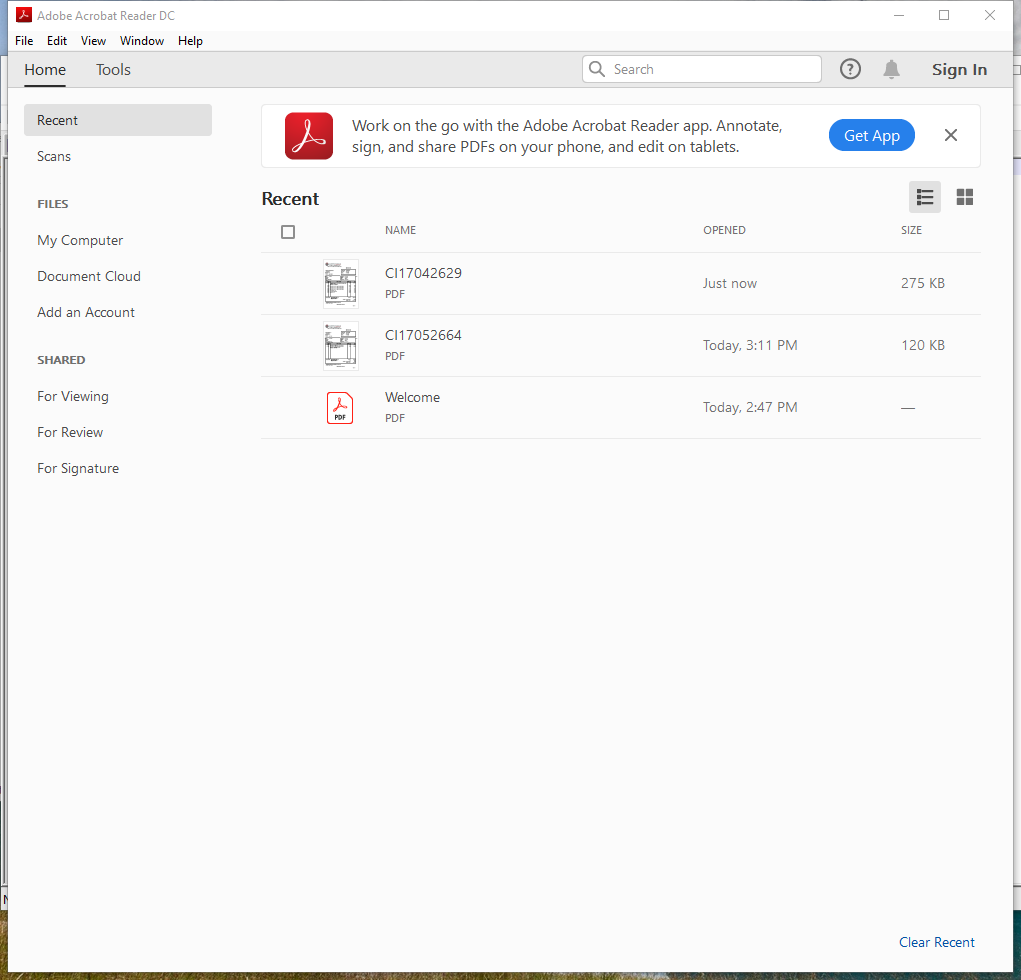 Adobe Acrobat Reader DC
File Edit View Window Help
Home Tools Search ? Sign In
Recent
Scans
FILES
My Computer
Document Cloud
Add an Account
SHARED
For Viewing
For Review
For Signature
Work on the go with the Adobe Acrobat Reader app. Annotate,
sign, and share PDFs on your phone, and edit on tablets.
Get App
Recent
NAME OPENED SIZE
CI17042629 Just now 275 KB
PDF
CI17052664 Today, 3:11 PM 120 KB
PDF
Welcome Today, 2:47 PM —
PDF
PDF
Clear Recent